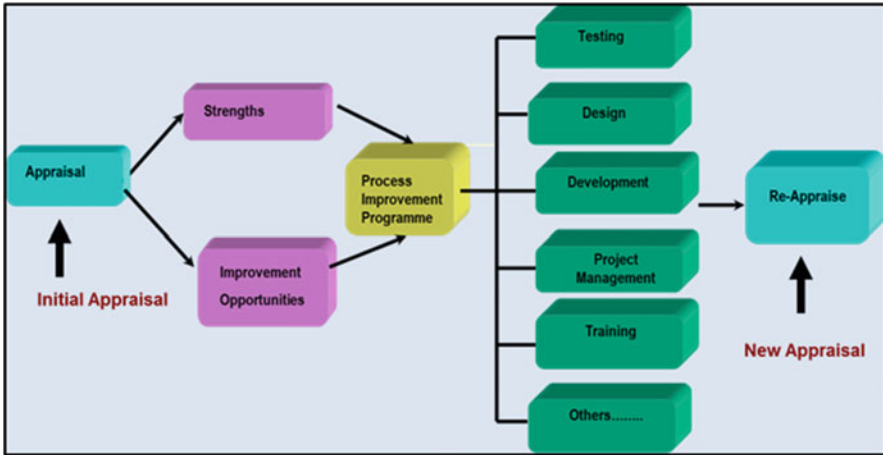 Appraisal
Initial Appraisal
Strengths
Improvement
Opportunities
Process
Improvement
Programme
Testing
Design
Development
Project
Management
Training
Others........
Re-Appraise
New Appraisal